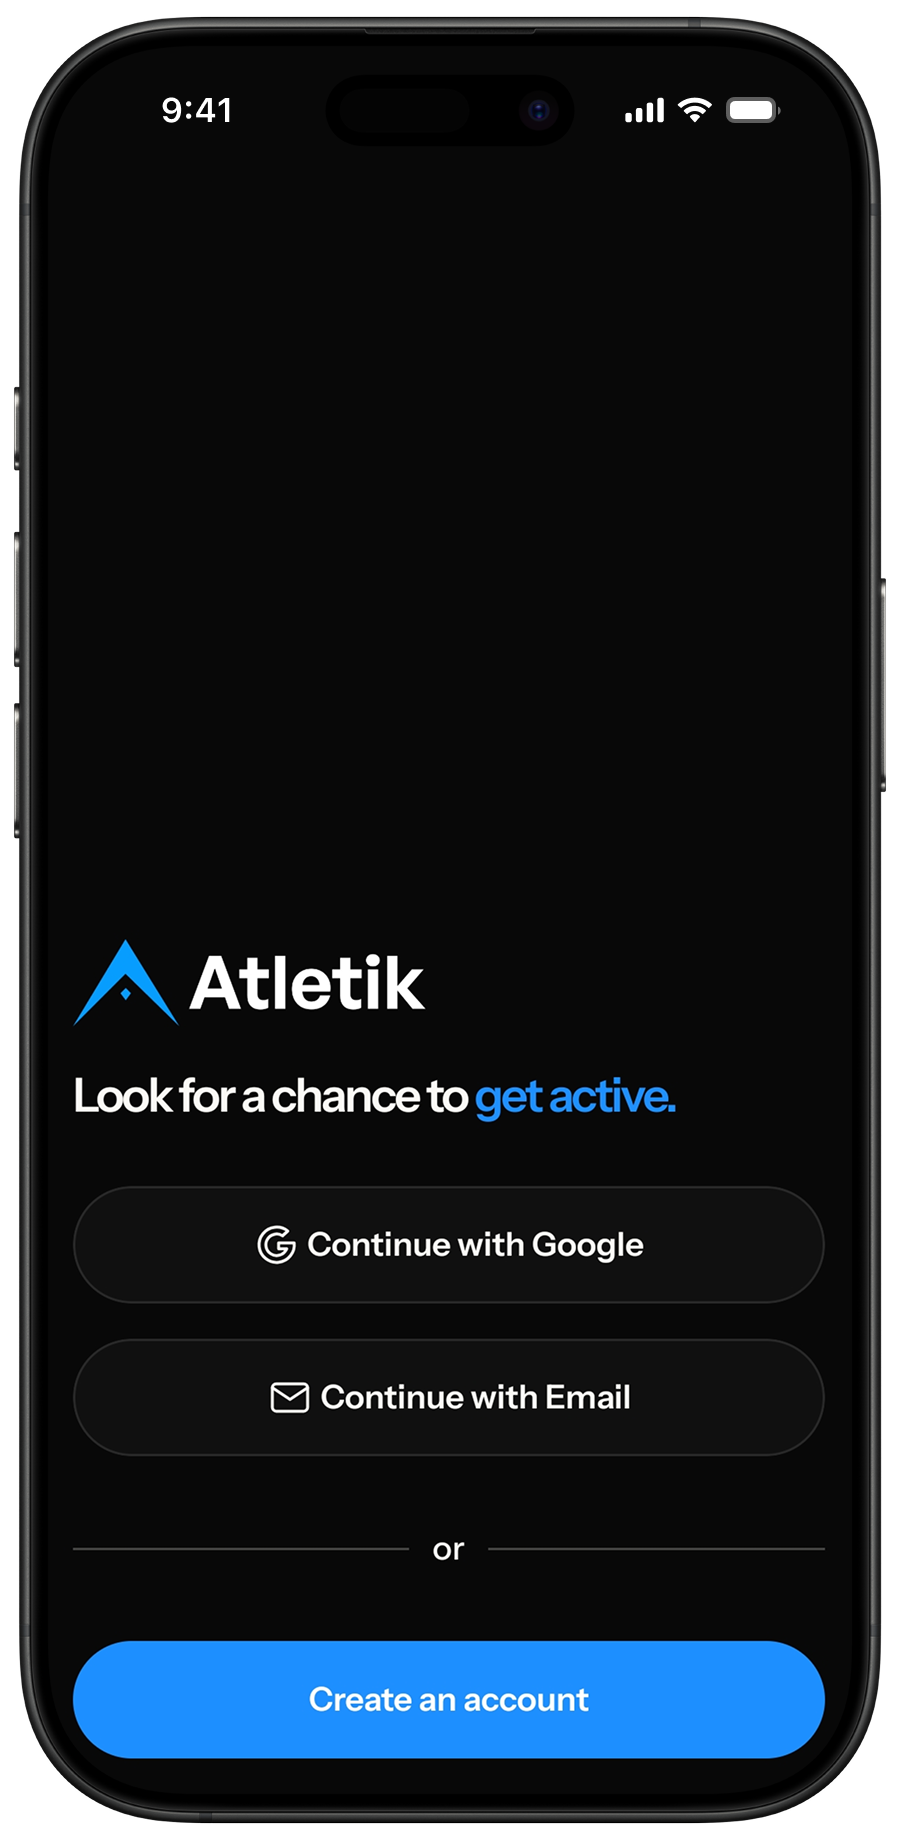 9:41
Atletik
Look for a chance to get active.
Continue with Google
Continue with Email
or
Create an account